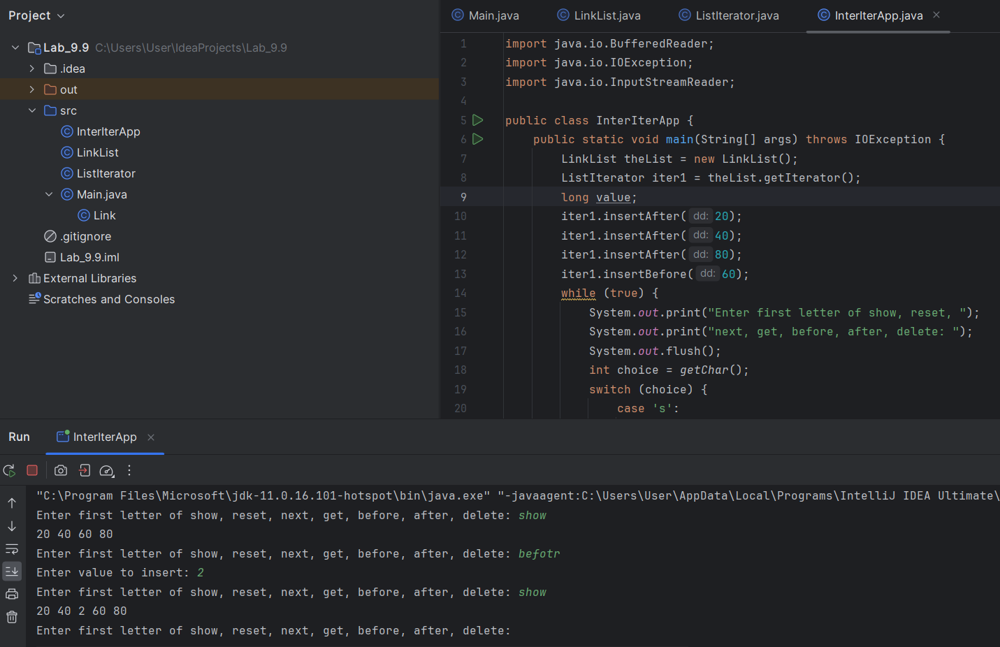 Project
Lab_9.9 C:\Users\User\IdeaProjects\Lab_9.9
.idea
out
src
InterIterApp
LinkList
ListIterator
Main.java
Link
.gitignore
Lab_9.9.iml
External Libraries
Scratches and Consoles
Main.java LinkList.java ListIterator.java InterIterApp.java
1 import java.io.BufferedReader;
2 import java.io.IOException;
3 import java.io.InputStreamReader;
4
5 public class InterIterApp {
6 public static void main(String[] args) throws IOException {
7 LinkList theList = new LinkList();
8 ListIterator iter1 = theList.getIterator();
9 long value;
10 iter1.insertAfter( dd: 20);
11 iter1.insertAfter( dd: 40);
12 iter1.insertAfter( dd: 80);
13 iter1.insertBefore( dd: 60);
14 while (true) {
15 System.out.print("Enter first letter of show, reset, ");
16 System.out.print("next, get, before, after, delete: ");
17 System.out.flush();
18 int choice = getChar();
19 switch (choice) {
20 case 's':
Run InterIterApp
"C:\Program Files\Microsoft\jdk-11.0.16.101-hotspot\bin\java.exe" "-javaagent:C:\Users\User\AppData\Local\Programs\IntelliJ IDEA Ultimate\
Enter first letter of show, reset, next, get, before, after, delete: show
20 40 60 80
Enter first letter of show, reset, next, get, before, after, delete: befotr
Enter value to insert: 2
Enter first letter of show, reset, next, get, before, after, delete: show
20 40 2 60 80
Enter first letter of show, reset, next, get, before, after, delete: